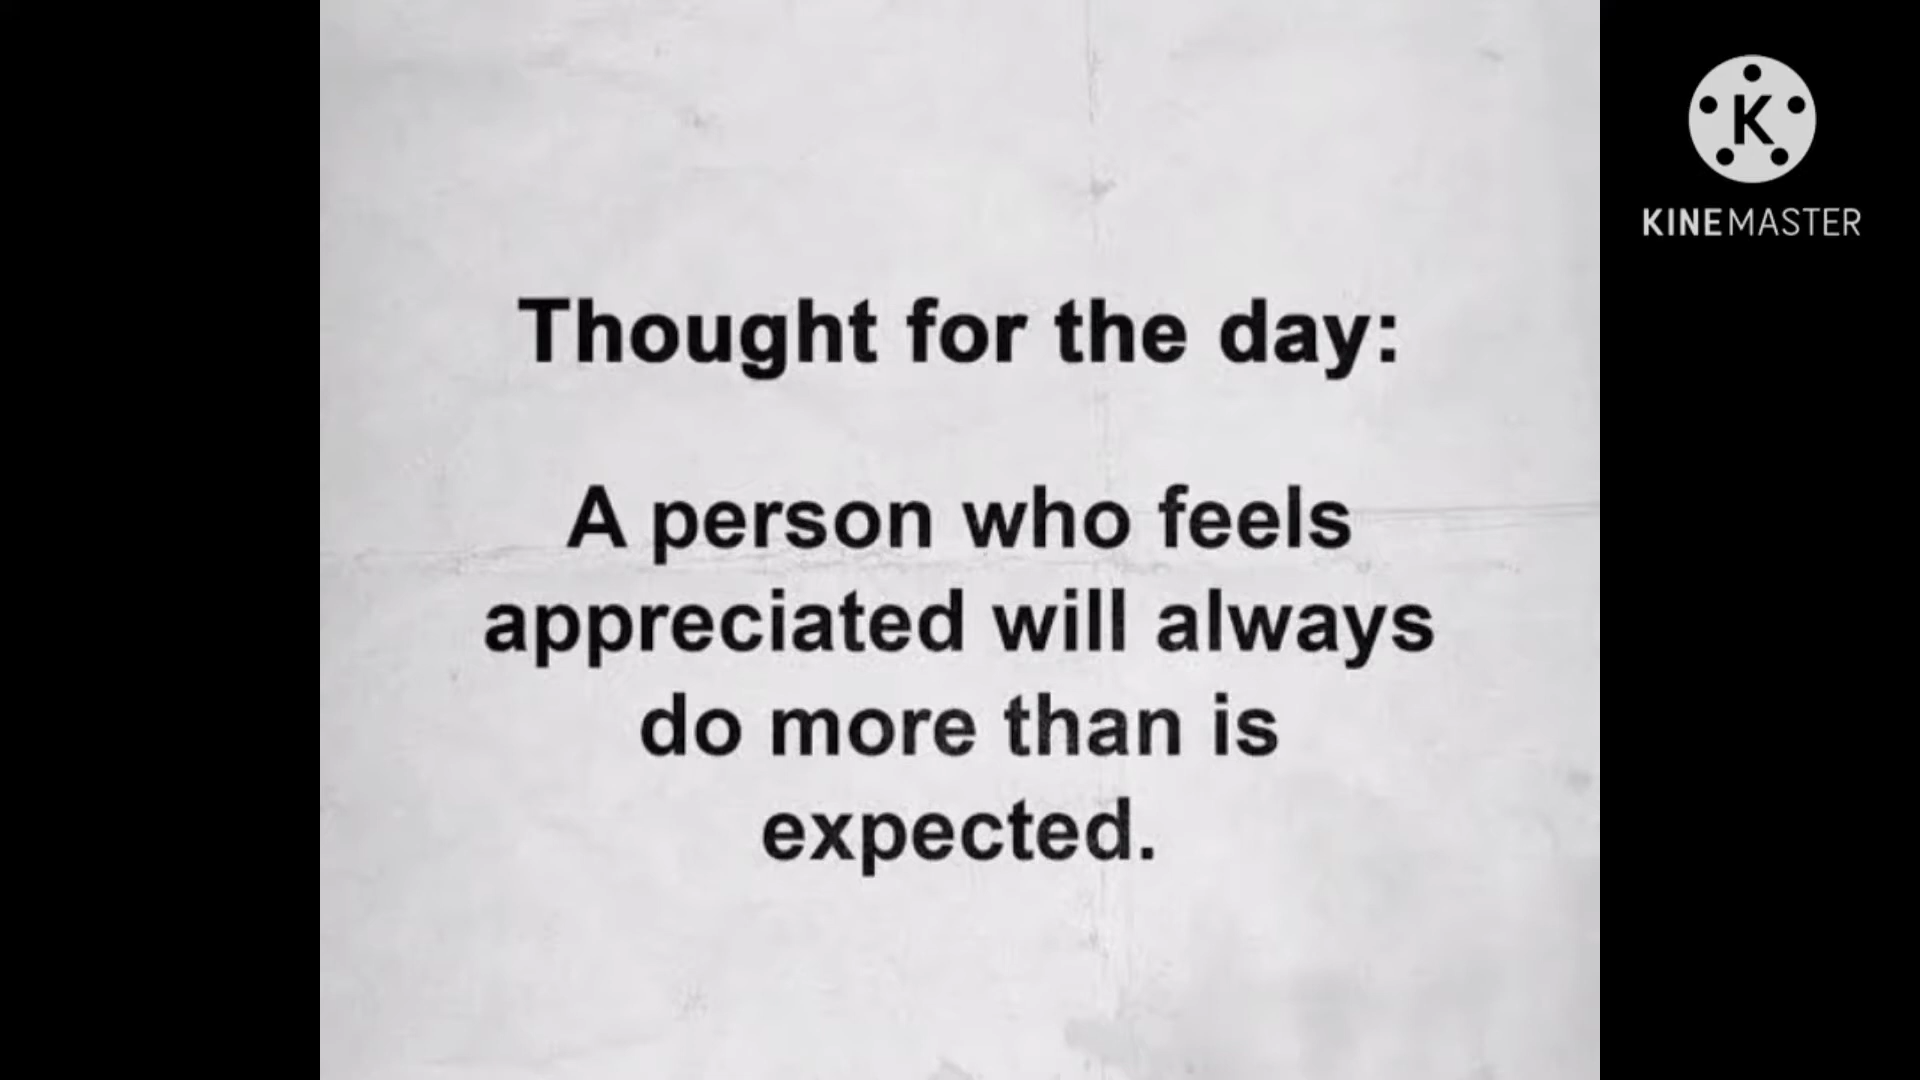 Thought for the day:
A person who feels
appreciated will always
do more than is
expected.
K
KINEMASTER